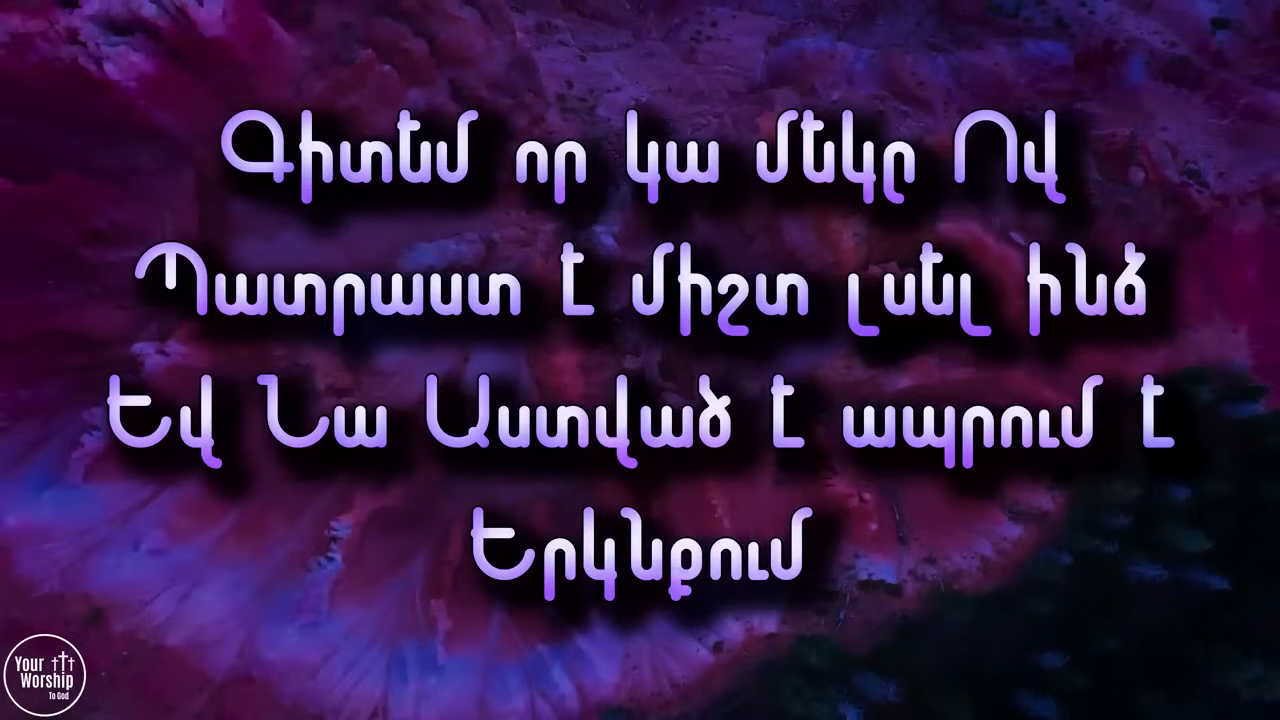 Գիտեմ որ կա մեկը Ով
Պատրաստ է միշտ լսել ինձ
Եվ Նա Աստված է ապրում է
Երկնքում
Your
Worship
To God